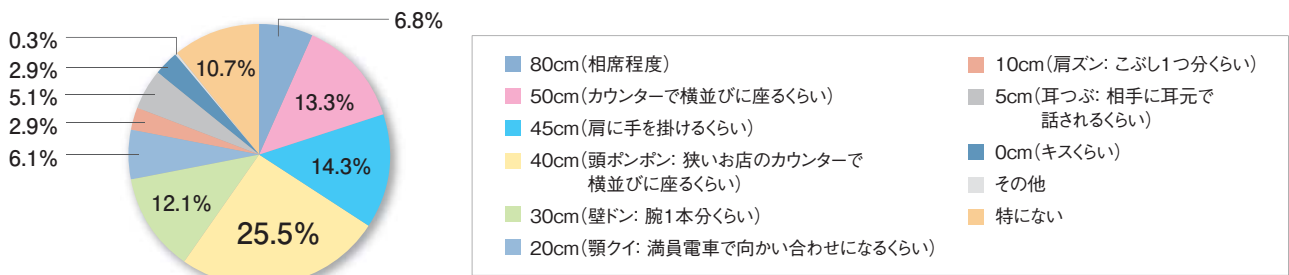 6.8%
0.3%
2.9%
5.1%
2.9%
6.1%
10.7%
13.3%
14.3%
12.1%
25.5%
80cm(相席程度)
50cm(カウンターで横並びに座るくらい)
45cm(肩に手を掛けるくらい)
40cm(頭ポンポン: 狭いお店のカウンターで
横並びに座るくらい)
30cm(壁ドン: 腕1本分くらい)
20cm(顎クイ: 満員電車で向かい合わせになるくらい)
10cm(肩ズン: こぶし1つ分くらい)
5cm(耳つぶ: 相手に耳元で
話されるくらい)
0cm(キスくらい)
その他
特にない